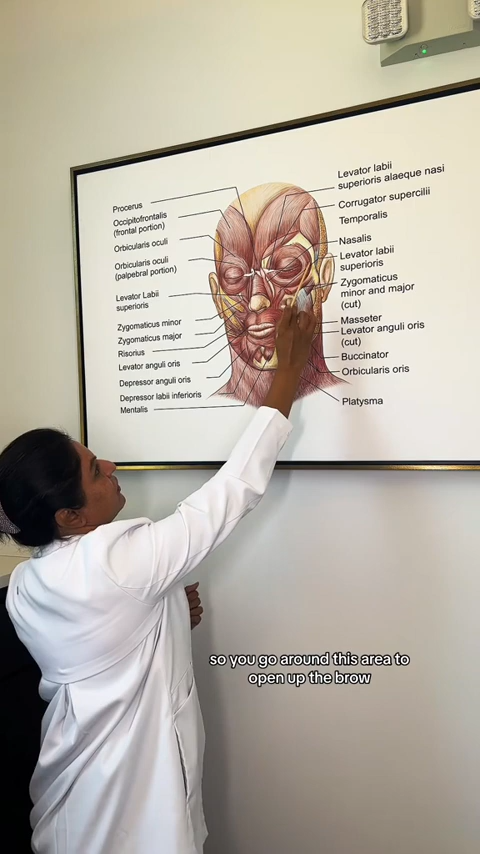 Procerus
Occipitofrontalis
(frontal portion)
Orbicularis oculi
Orbicularis oculi
(palpebral portion)
Levator Labii
superioris
Zygomaticus minor
Zygomaticus major
Risorius
Levator anguli oris
Depressor anguli oris
Depressor labii inferioris
Mentalis
Levator labii
superioris alaeque nasi
Corrugator supercilii
Temporalis
Nasalis
Levator labii
superioris
Zygomaticus
minor and major
(cut)
Masseter
Levator anguli oris
(cut)
Buccinator
Orbicularis oris
Platysma
so you go around this area to
open up the brow